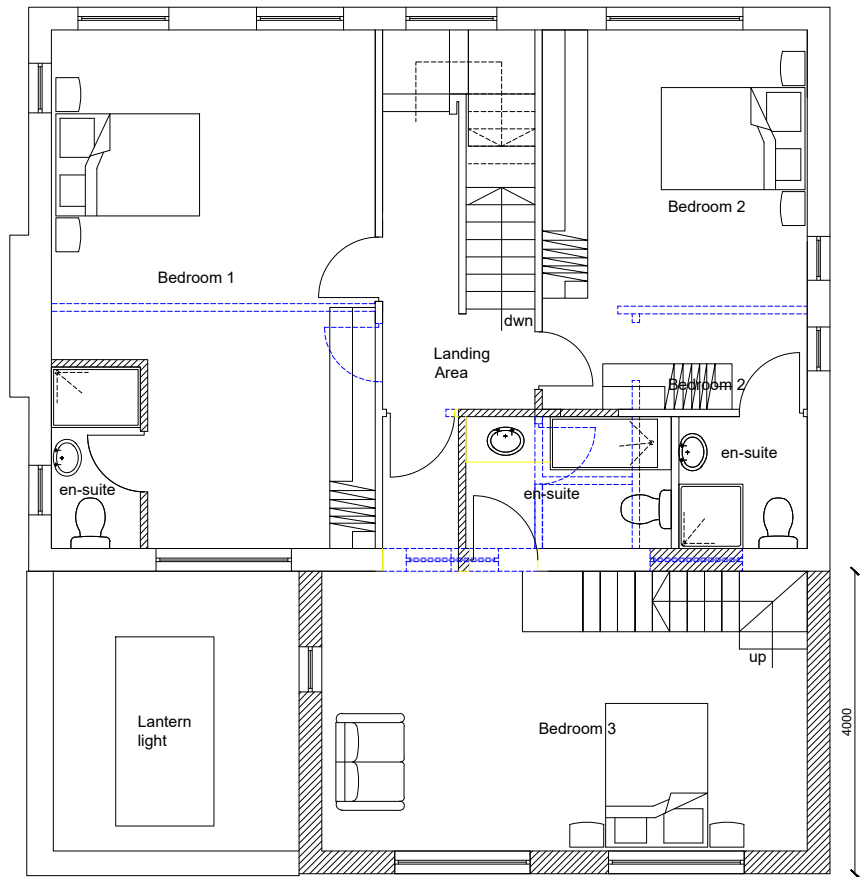 Bedroom 2
Bedroom 1
dwn
Landing
Area
Bedroom 2
en-suite
en-suite
en-suite
up
Lantern
light
Bedroom 3
4000